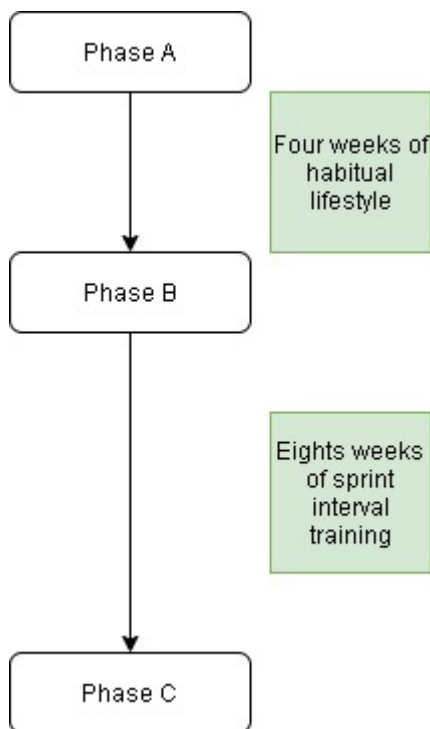 Phase A
Four weeks of
habitual
lifestyle
Phase B
Eights weeks
of sprint
interval
training
Phase C